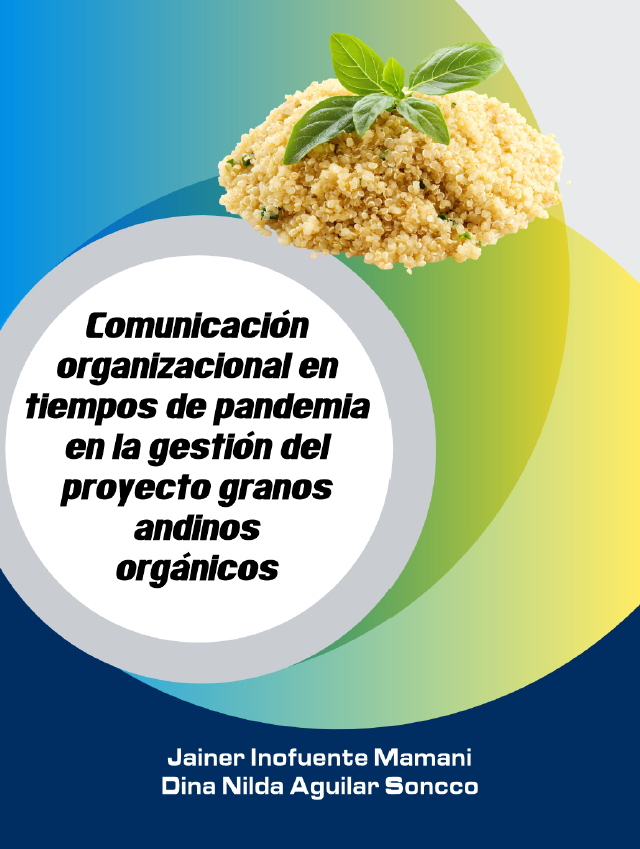 Comunicación
organizacional en
tiempos de pandemia
en la gestión del
proyecto granos
andinos
orgánicos
Jainer Inofuente Mamani
Dina Nilda Aguilar Soncco